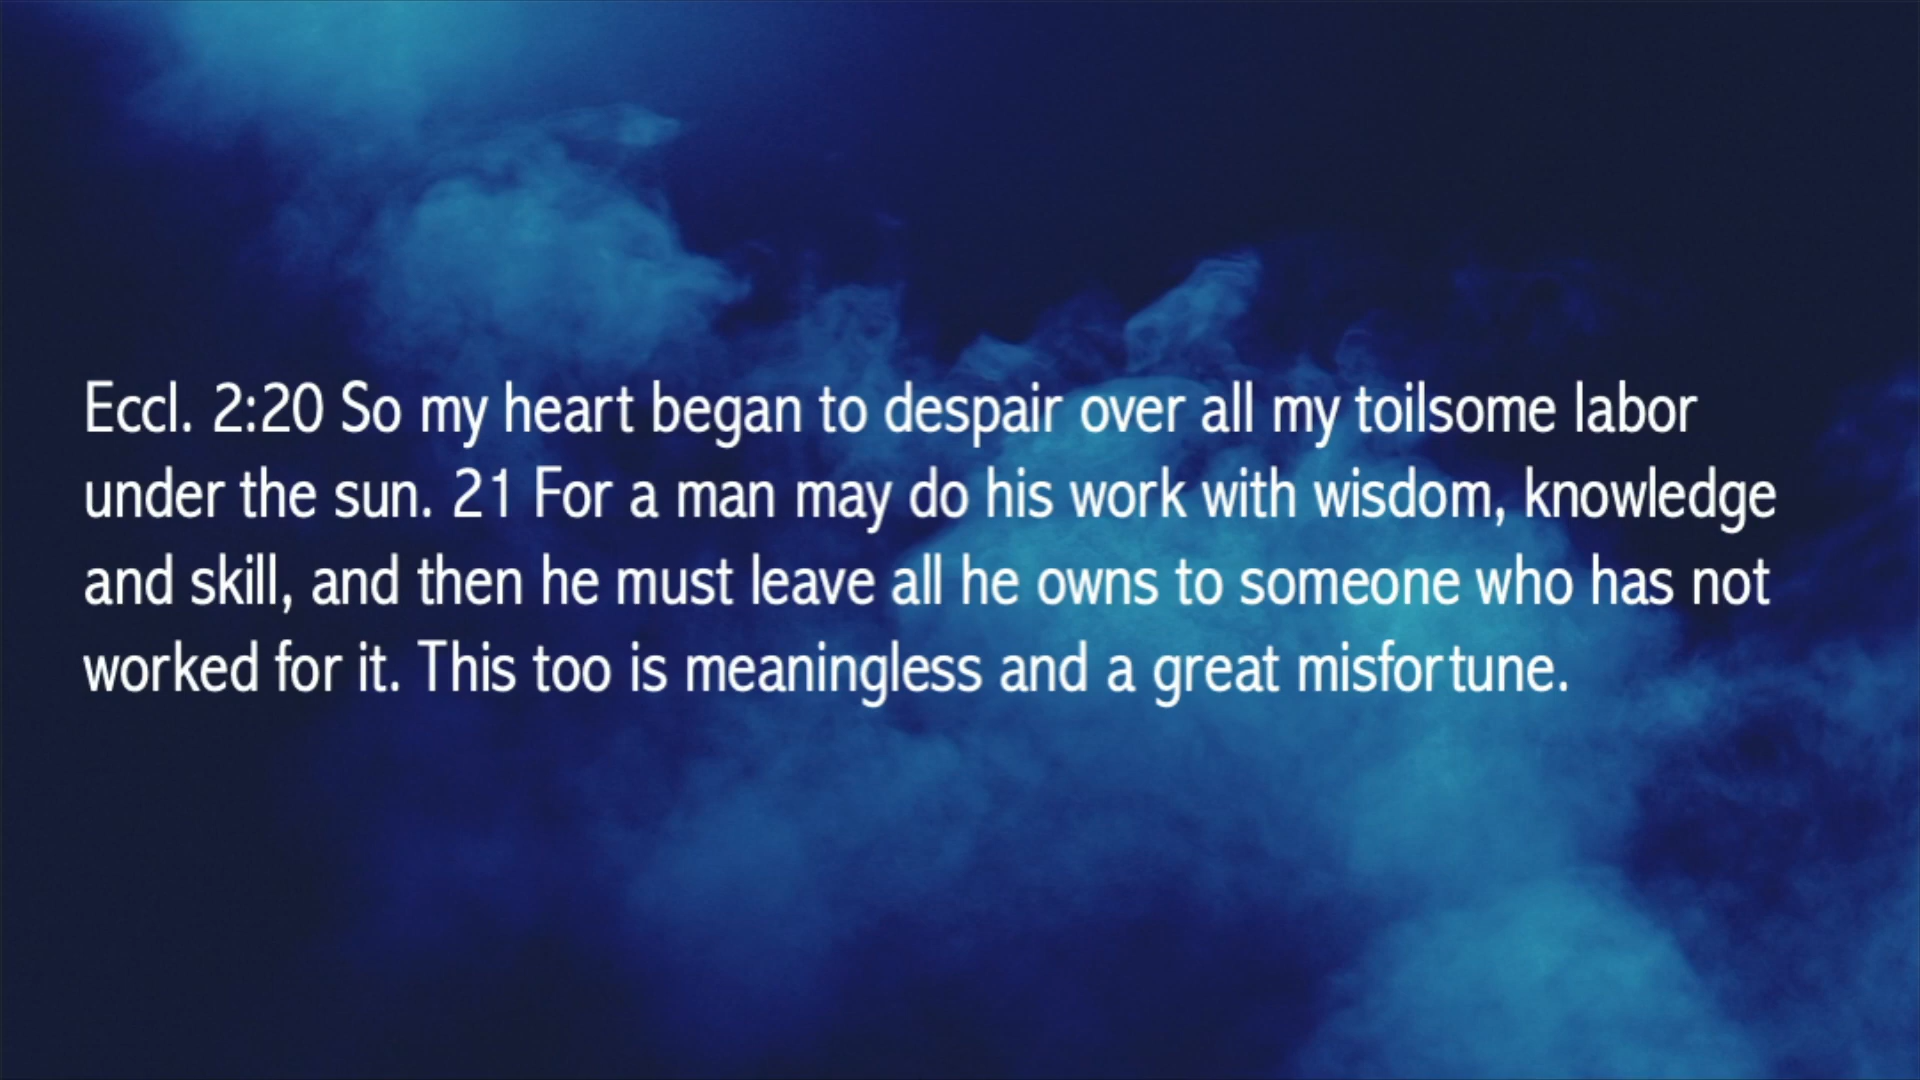 Eccl. 2:20 So my heart began to despair over all my toilsome labor
under the sun. 21 For a man may do his work with wisdom, knowledge
and skill, and then he must leave all he owns to someone who has not
worked for it. This too is meaningless and a great misfortune.